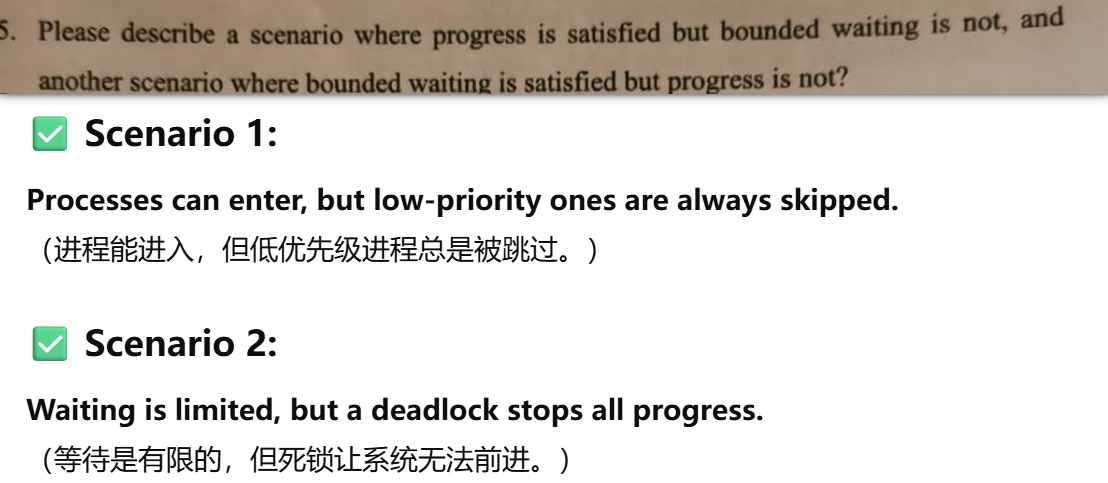 5. Please describe a scenario where progress is satisfied but bounded waiting is not, and
another scenario where bounded waiting is satisfied but progress is not?
Scenario 1:
Processes can enter, but low-priority ones are always skipped.
（进程能进入，但低优先级进程总是被跳过。）
Scenario 2:
Waiting is limited, but a deadlock stops all progress.
（等待是有限的，但死锁让系统无法前进。）